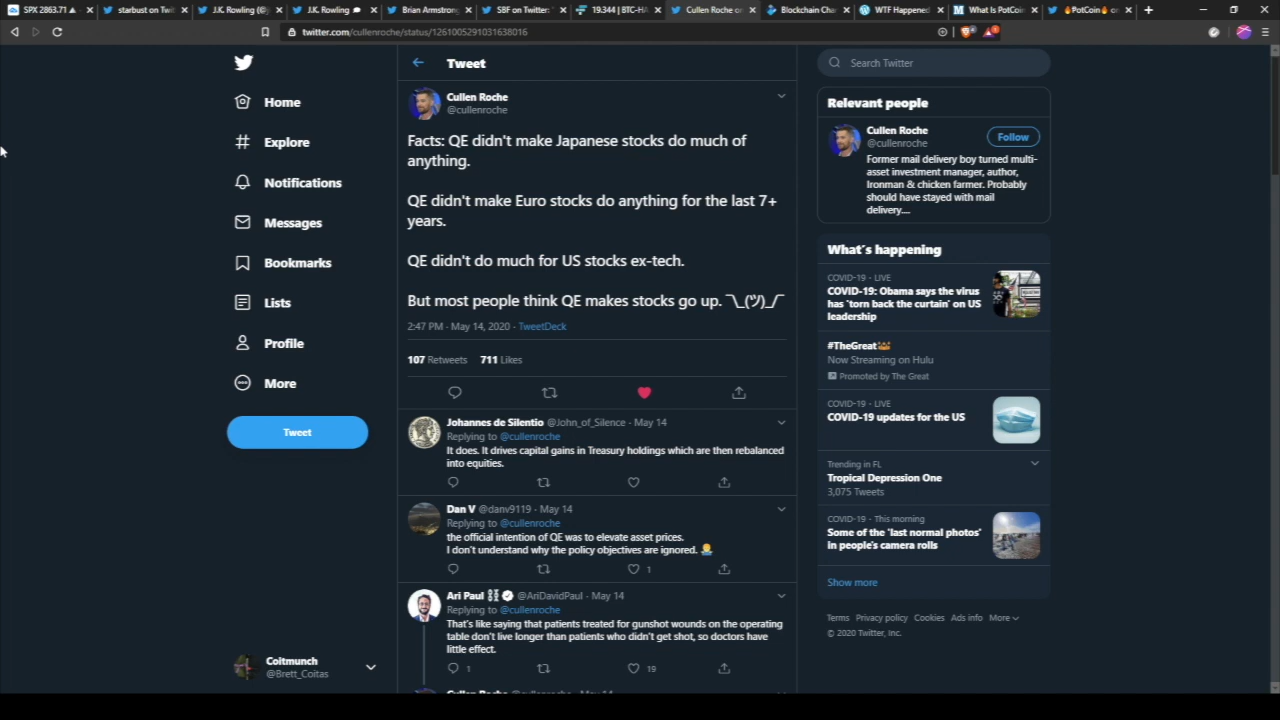 SPX 2863.71 ▲
starbust on Twi
J.K. Rowling (@
J.K. Rowling
Brian Armstrong
SBF on Twitter: "
19.344 | BTC-HA
Cullen Roche on
Blockchain Cha
WTF Happened
What Is PotCoin
🔥PotCoin🔥 on
twitter.com/cullenroche/status/1261005291031638016
Home
Explore
Notifications
Messages
Bookmarks
Lists
Profile
More
Tweet
Coitmunch
@Brett_Coitas
Tweet
Cullen Roche
@cullenroche
Facts: QE didn't make Japanese stocks do much of
anything.
QE didn't make Euro stocks do anything for the last 7+
years.
QE didn't do much for US stocks ex-tech.
But most people think QE makes stocks go up. ¯\_(ツ)_/¯
2:47 PM · May 14, 2020 · TweetDeck
107 Retweets 711 Likes
Johannes de Silentio @John_of_Silence · May 14
Replying to @cullenroche
It does. It drives capital gains in Treasury holdings which are then rebalanced
into equities.
Dan V @danv9119 · May 14
Replying to @cullenroche
the official intention of QE was to elevate asset prices.
I don't understand why the policy objectives are ignored.
1
Ari Paul @AriDavidPaul · May 14
Replying to @cullenroche
That's like saying that patients treated for gunshot wounds on the operating
table don't live longer than patients who didn't get shot, so doctors have
little effect.
1 19
Cullen Roche @cullenroche · May 14
Search Twitter
Relevant people
Cullen Roche
@cullenroche
Follow
Former mail delivery boy turned multi-
asset investment manager, author,
Ironman & chicken farmer. Probably
should have stayed with mail
delivery....
What's happening
COVID-19 · LIVE
COVID-19: Obama says the virus
has 'torn back the curtain' on US
leadership
#TheGreat
Now Streaming on Hulu
Promoted by The Great
COVID-19 · LIVE
COVID-19 updates for the US
Trending in FL
Tropical Depression One
3,075 Tweets
COVID-19 · This morning
Some of the 'last normal photos'
in people's camera rolls
Show more
Terms Privacy policy Cookies Ads info More
© 2020 Twitter, Inc.